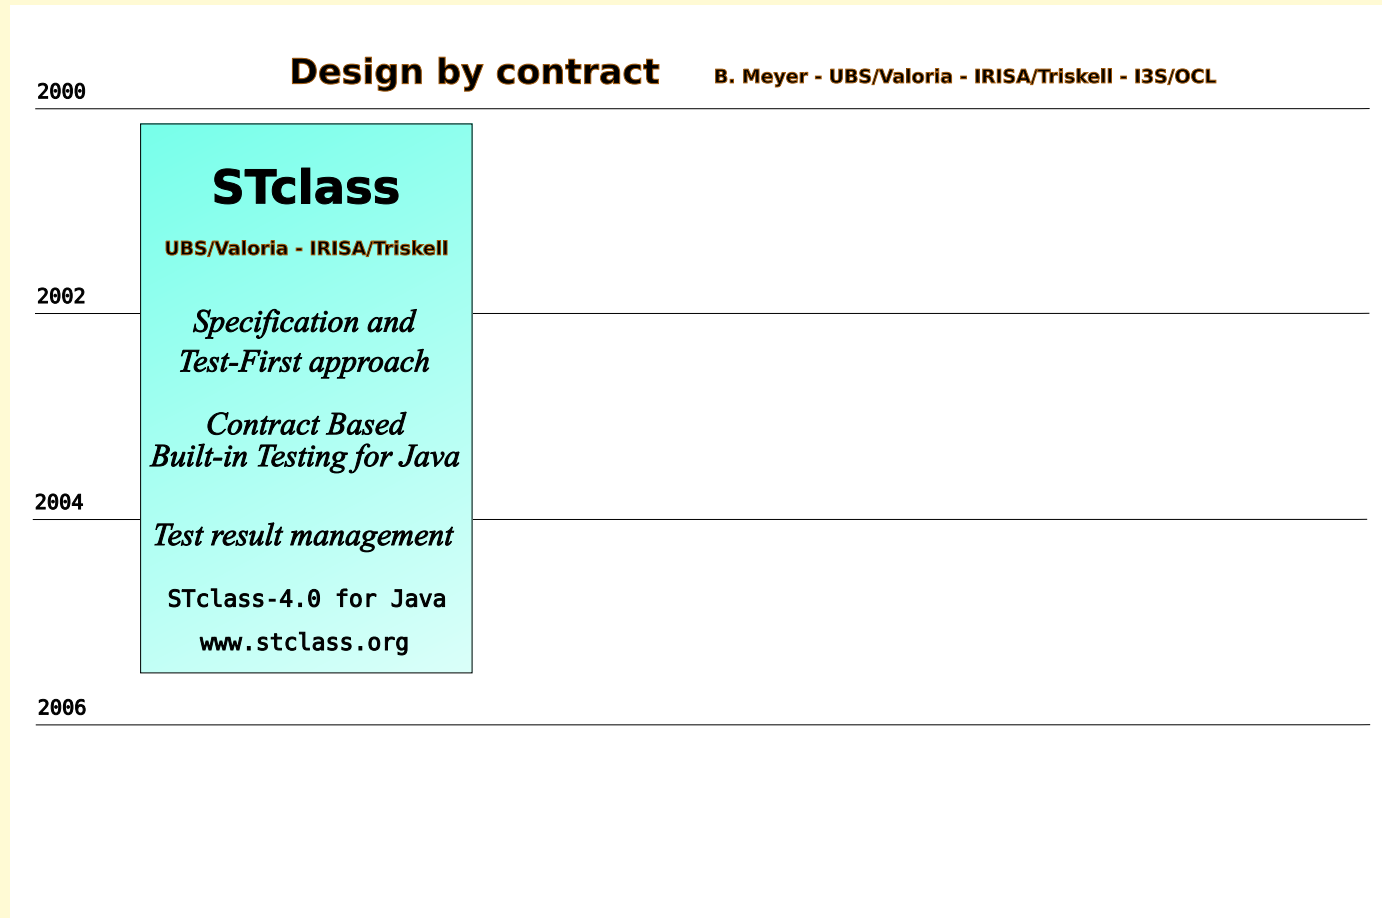 Design by contract B. Meyer - UBS/Valoria - IRISA/Triskell - I3S/OCL
2000
STclass
UBS/Valoria - IRISA/Triskell
2002
Specification and
Test-First approach
Contract Based
Built-in Testing for Java
2004
Test result management
STclass-4.0 for Java
www.stclass.org
2006